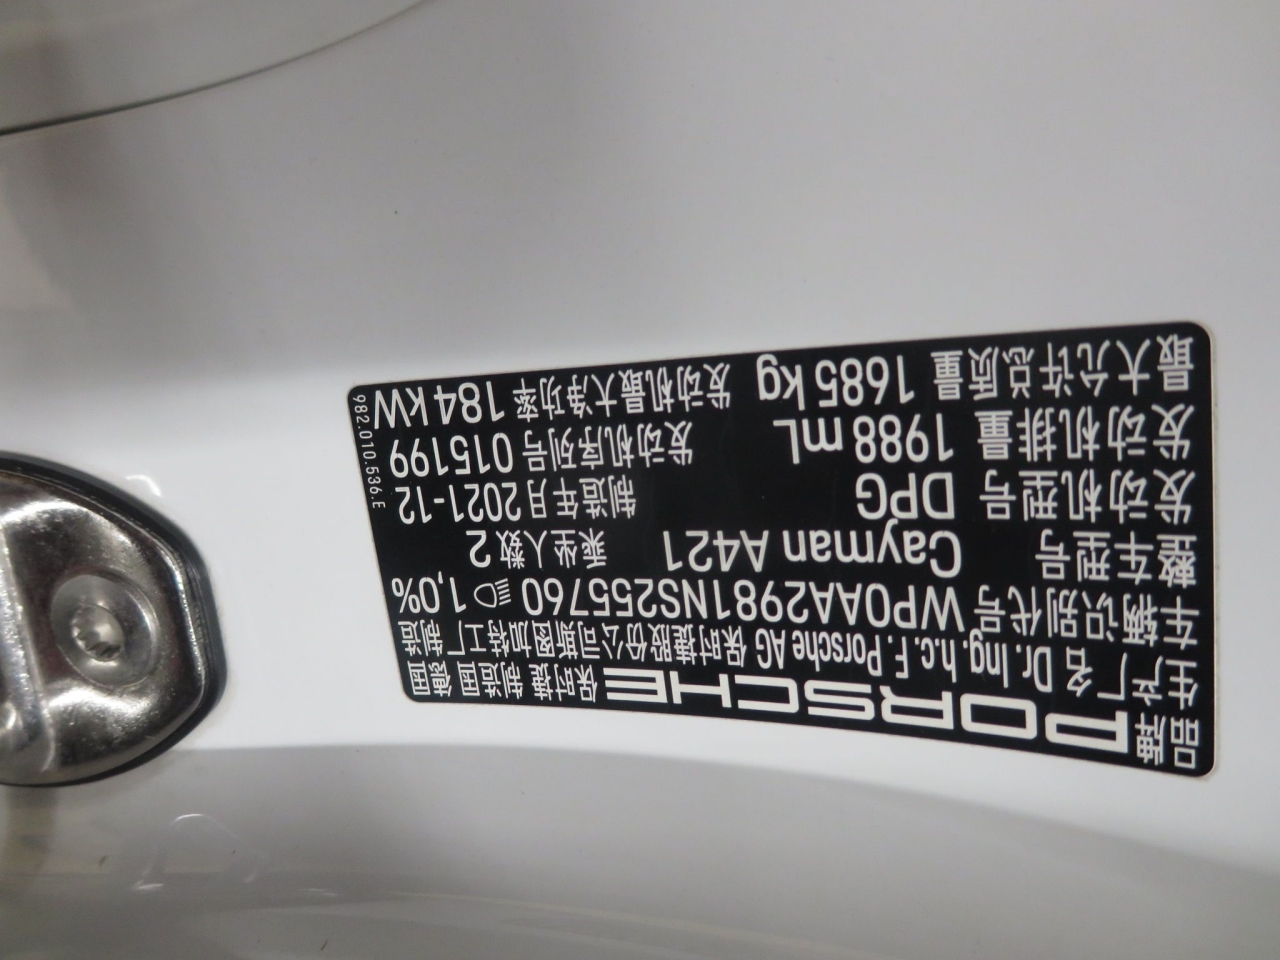 品牌 PORSCHE 保时捷 制造国 德国
生产厂名 Dr. Ing. h.c. F. Porsche AG 保时捷股份公司斯图加特工厂制造
车辆识别代号 WP0AA2981NS255760 1,0%
整车型号 Cayman A421 乘坐人数 2
发动机型号 DPG 制造年月 2021-12
发动机排量 1988 mL 发动机序列号 015199
最大允许总质量 1685 kg 发动机最大净功率 184 kW
982.010.536.E